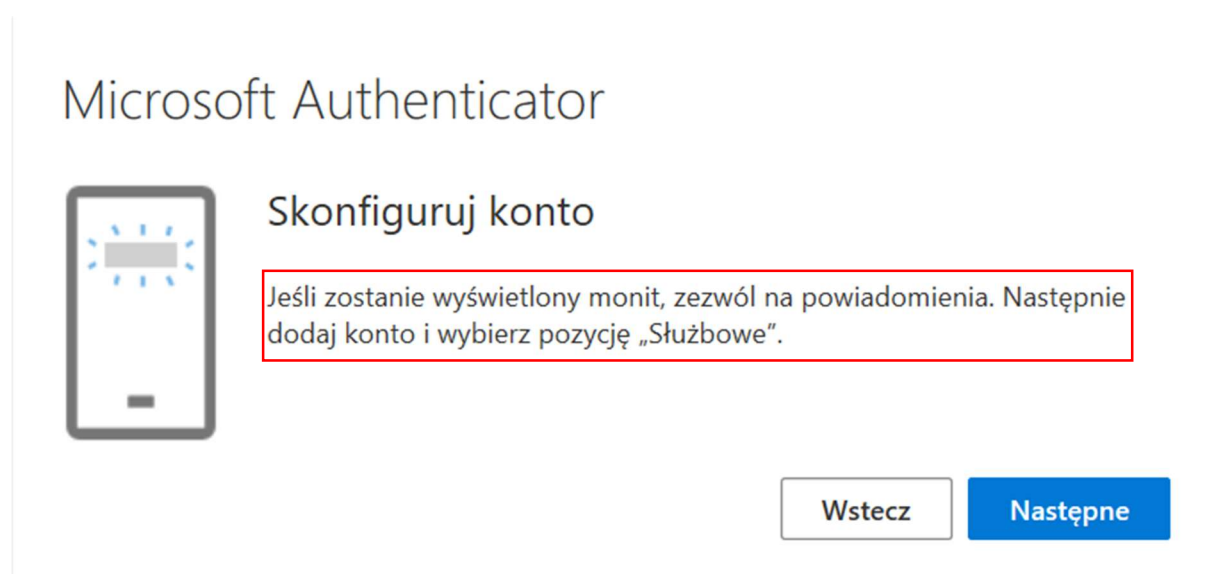 Microsoft Authenticator
Skonfiguruj konto
Jeśli zostanie wyświetlony monit, zezwól na powiadomienia. Następnie
dodaj konto i wybierz pozycję „Służbowe”.
Wstecz
Następne